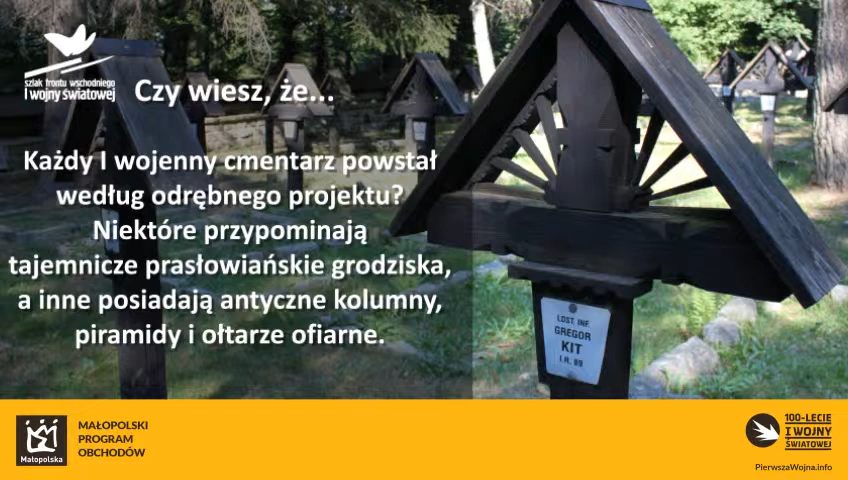 szlak frontu wschodniego
I wojny światowej
Czy wiesz, że...
Każdy I wojenny cmentarz powstał
według odrębnego projektu?
Niektóre przypominają
tajemnicze prasłowiańskie grodziska,
a inne posiadają antyczne kolumny,
piramidy i ołtarze ofiarne.
LDST. INF.
GREGOR
KIT
I.R. 89
Małopolska
MAŁOPOLSKI
PROGRAM
OBCHODÓW
100-LECIE
I WOJNY
ŚWIATOWEJ
PierwszaWojna.info